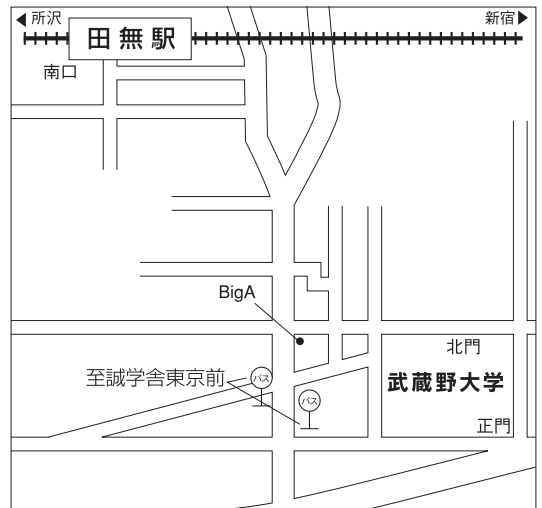 所沢
新宿
田無駅
南口
BigA
北門
至誠学舎東京前
バス
武蔵野大学
バス
正門